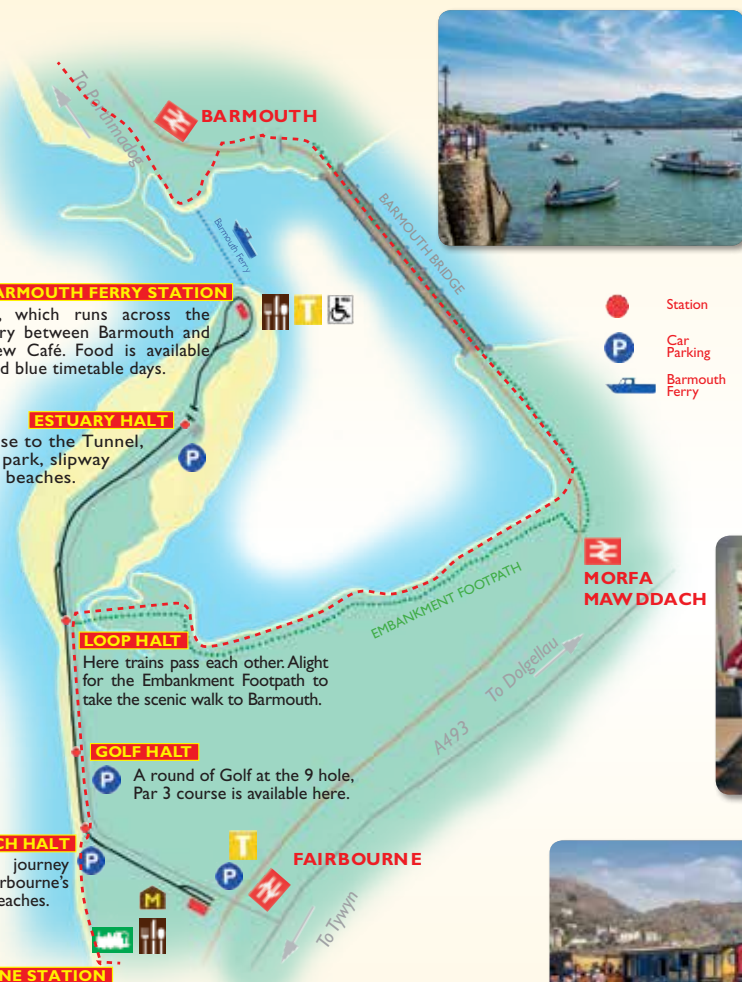 To Porthmadog
BARMOUTH
BARMOUTH BRIDGE
Barmouth Ferry
ARMOUTH FERRY STATION
, which runs across the
ry between Barmouth and
ew Café. Food is available
d blue timetable days.
T
Station
P
Car
Parking
Barmouth
Ferry
ESTUARY HALT
se to the Tunnel,
park, slipway
beaches.
P
MORFA
MAWDDACH
EMBANKMENT FOOTPATH
LOOP HALT
Here trains pass each other. Alight
for the Embankment Footpath to
take the scenic walk to Barmouth.
To Dolgellau
A493
GOLF HALT
P
A round of Golf at the 9 hole,
Par 3 course is available here.
CH HALT
P
journey
rbourne's
eaches.
T
P
FAIRBOURNE
M
To Tywyn
NE STATION